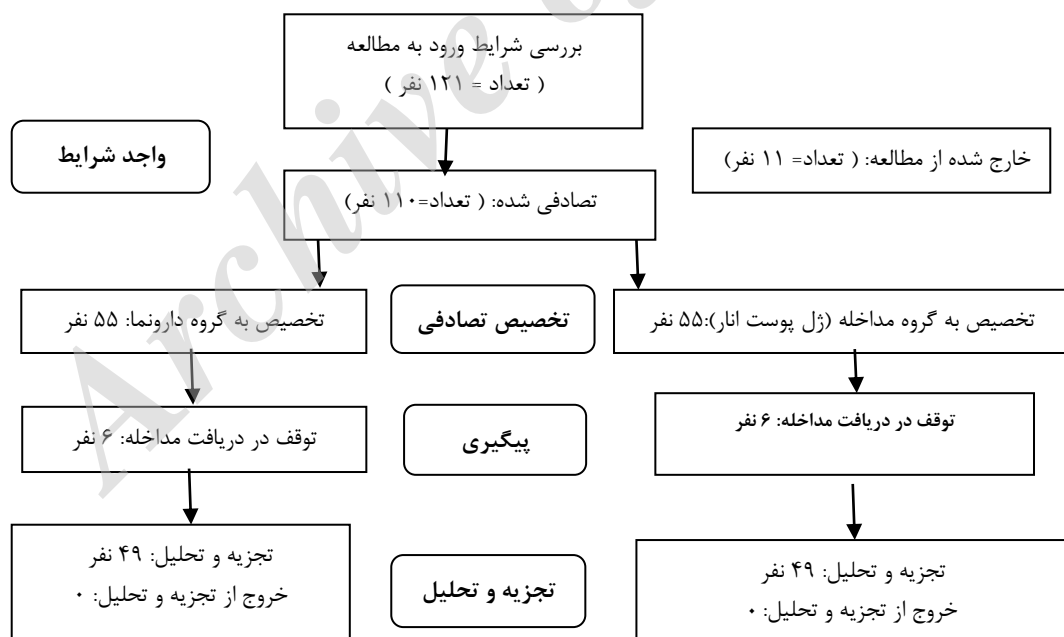 بررسی شرایط ورود به مطالعه
( تعداد = ۱۲۱ نفر )
واجد شرایط
خارج شده از مطالعه: ( تعداد= ۱۱ نفر)
تصادفی شده: ( تعداد=۱۱۰ نفر)
تخصیص به گروه مداخله (ژل پوست انار):۵۵ نفر
تخصیص تصادفی
تخصیص به گروه دارونما: ۵۵ نفر
توقف در دریافت مداخله: ۶ نفر
پیگیری
توقف در دریافت مداخله: ۶ نفر
تجزیه و تحلیل: ۴۹ نفر
خروج از تجزیه و تحلیل: ۰
تجزیه و تحلیل
تجزیه و تحلیل: ۴۹ نفر
خروج از تجزیه و تحلیل: ۰
Archive